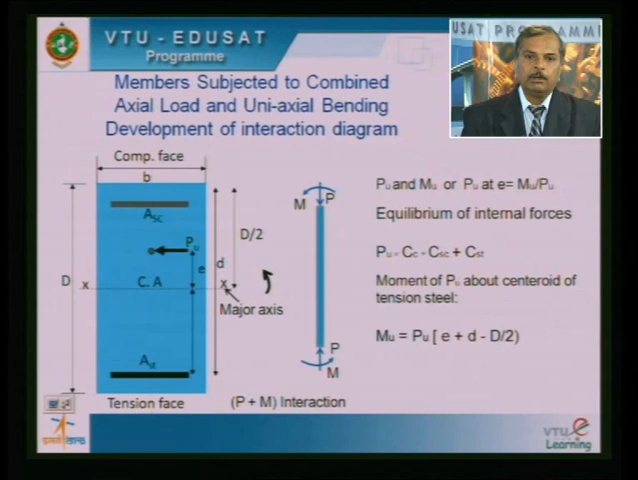 VTU - EDUSAT
Programme
USAT PROGRAMME
Members Subjected to Combined
Axial Load and Uni-axial Bending
Development of interaction diagram
Comp. face
b
Asc
Pu
D/2
D
x
C. A
e
d
x
Major axis
Ast
Tension face
M
P
P
M
(P + M) Interaction
Pu and Mu or Pu at e= Mu/Pu
Equilibrium of internal forces
Pu = Cc - Csc + Cst
Moment of Pu about centeroid of
tension steel:
Mu = Pu [ e + d - D/2)
VTU e
Learning